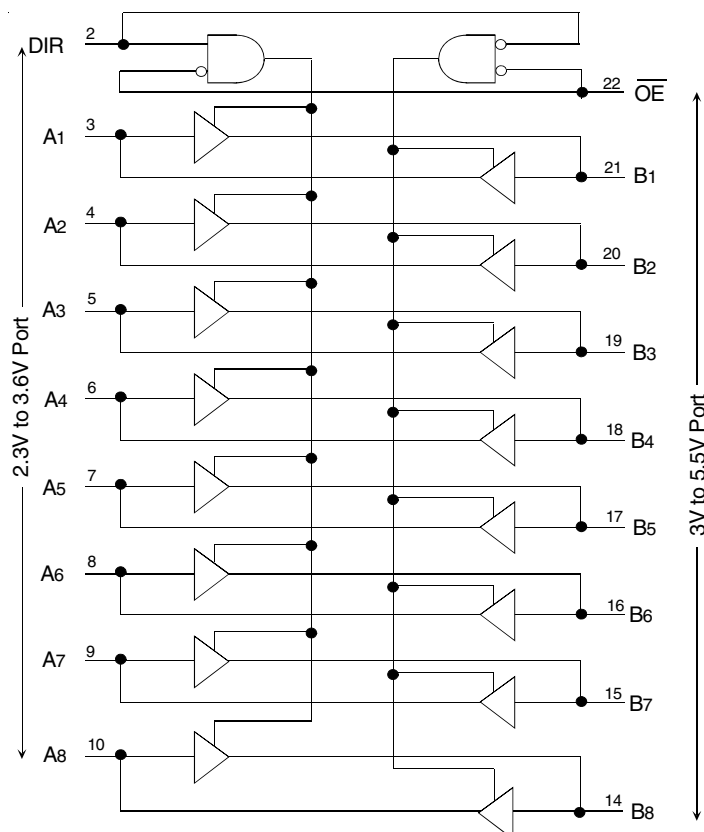 DIR 2
22 OE
A1 3
21 B1
A2 4
20 B2
A3 5
19 B3
A4 6
18 B4
A5 7
17 B5
A6 8
16 B6
A7 9
15 B7
A8 10
14 B8
2.3V to 3.6V Port
3V to 5.5V Port